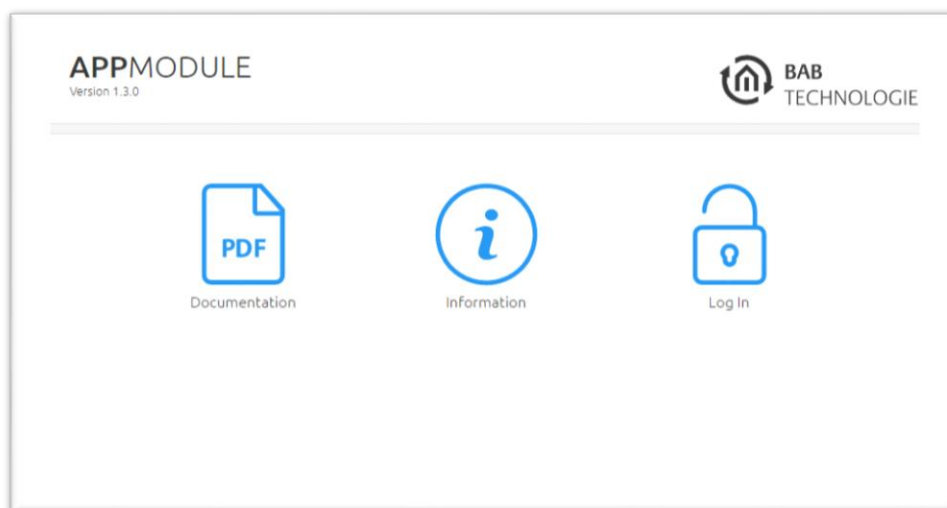 APPMODULE
Version 1.3.0
BAB
TECHNOLOGIE
PDF
i
Documentation
Information
Log In